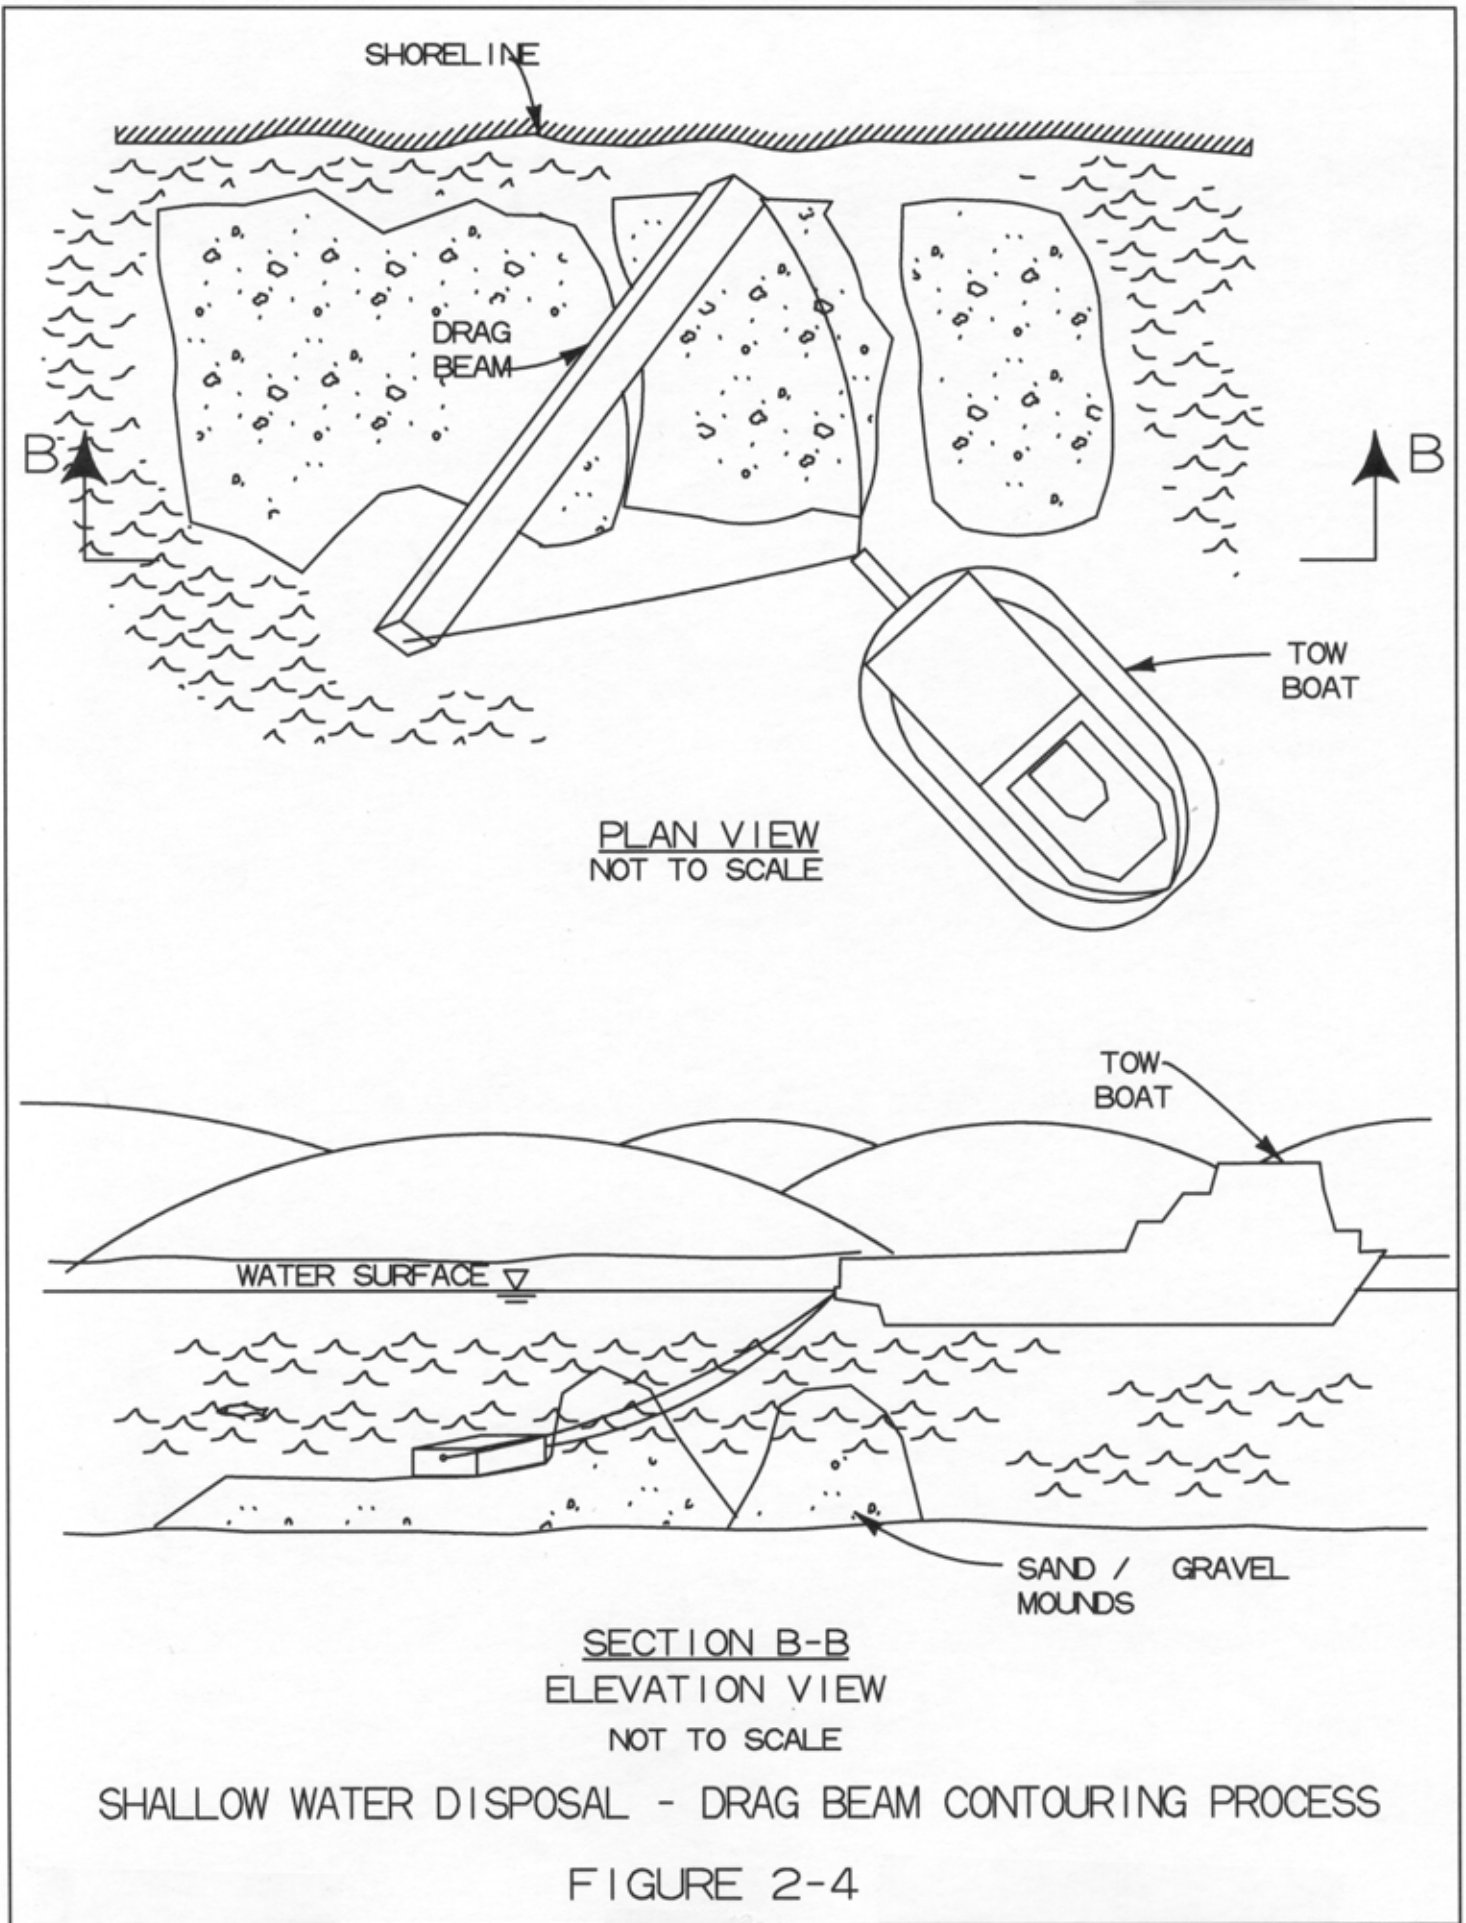 SHORELINE
DRAG
BEAM
B
B
TOW
BOAT
PLAN VIEW
NOT TO SCALE
TOW
BOAT
WATER SURFACE
SAND / GRAVEL
MOUNDS
SECTION B-B
ELEVATION VIEW
NOT TO SCALE
SHALLOW WATER DISPOSAL - DRAG BEAM CONTOURING PROCESS
FIGURE 2-4